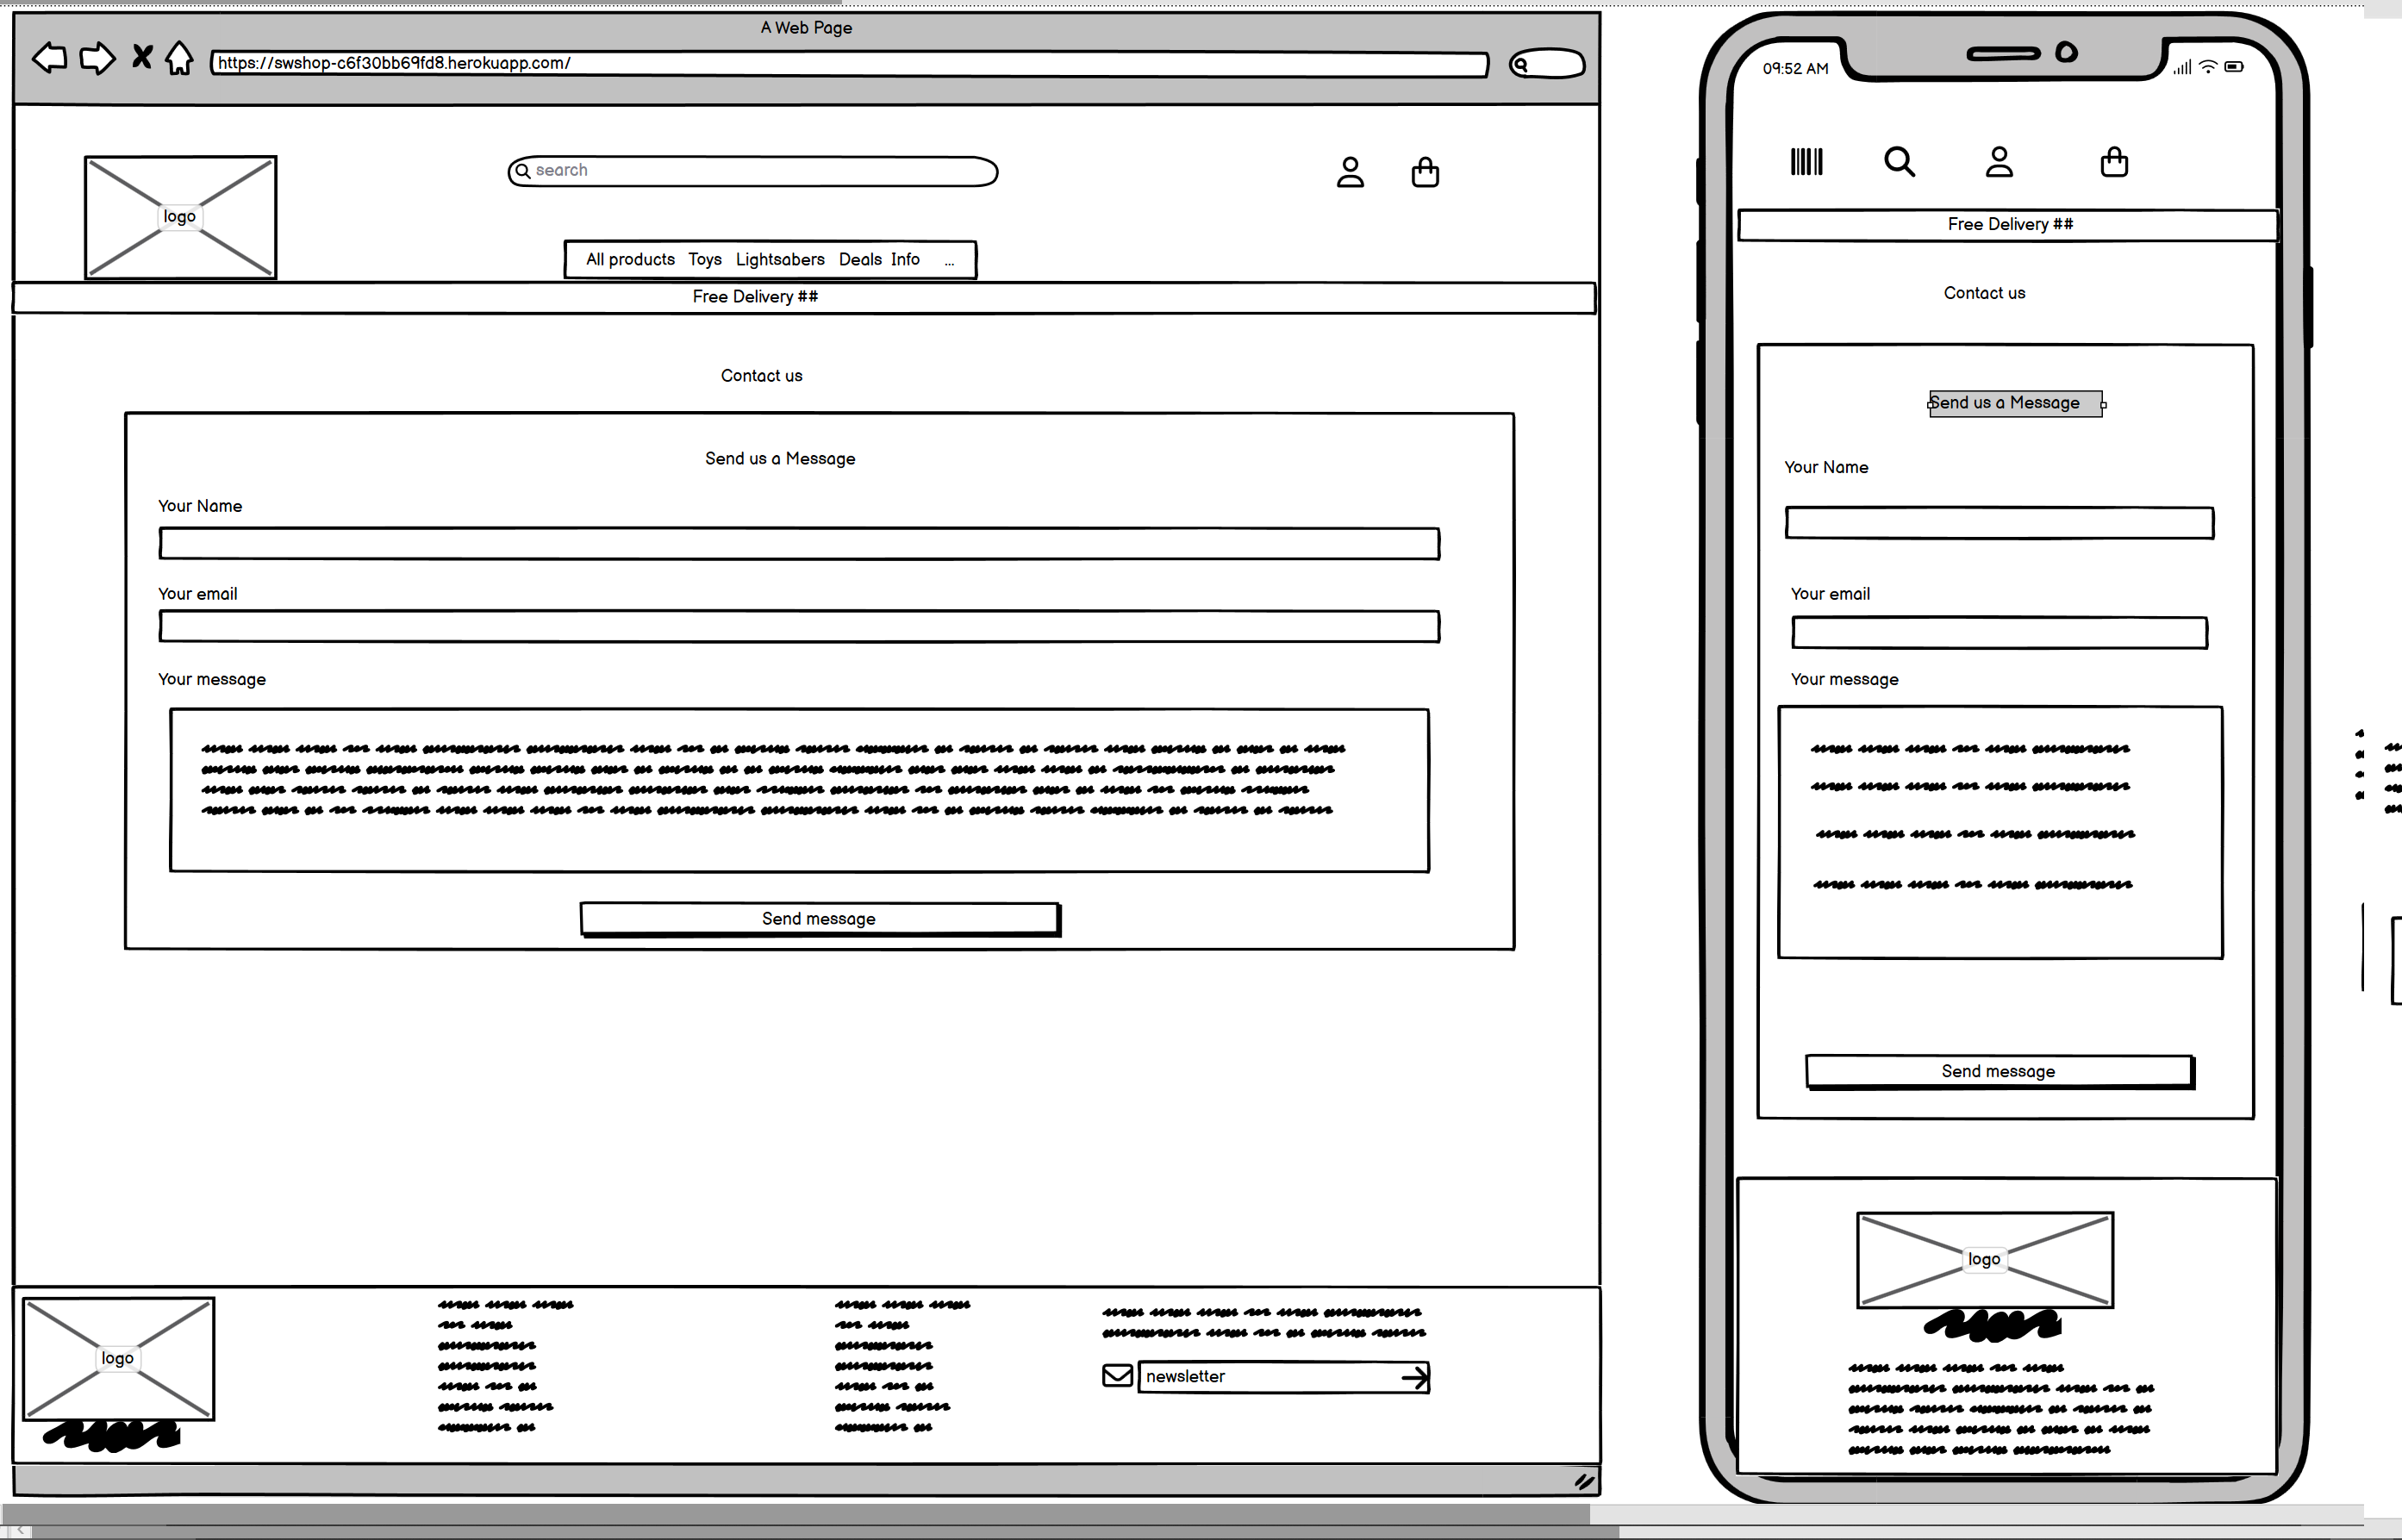 A Web Page
https://swshop-c6f30bb69fd8.herokuapp.com/
search
logo
All products Toys Lightsabers Deals Info ...
Free Delivery ##
Contact us
Send us a Message
Your Name
Your email
Your message
Send message
logo
newsletter
09:52 AM
Free Delivery ##
Contact us
Send us a Message
Your Name
Your email
Your message
Send message
logo